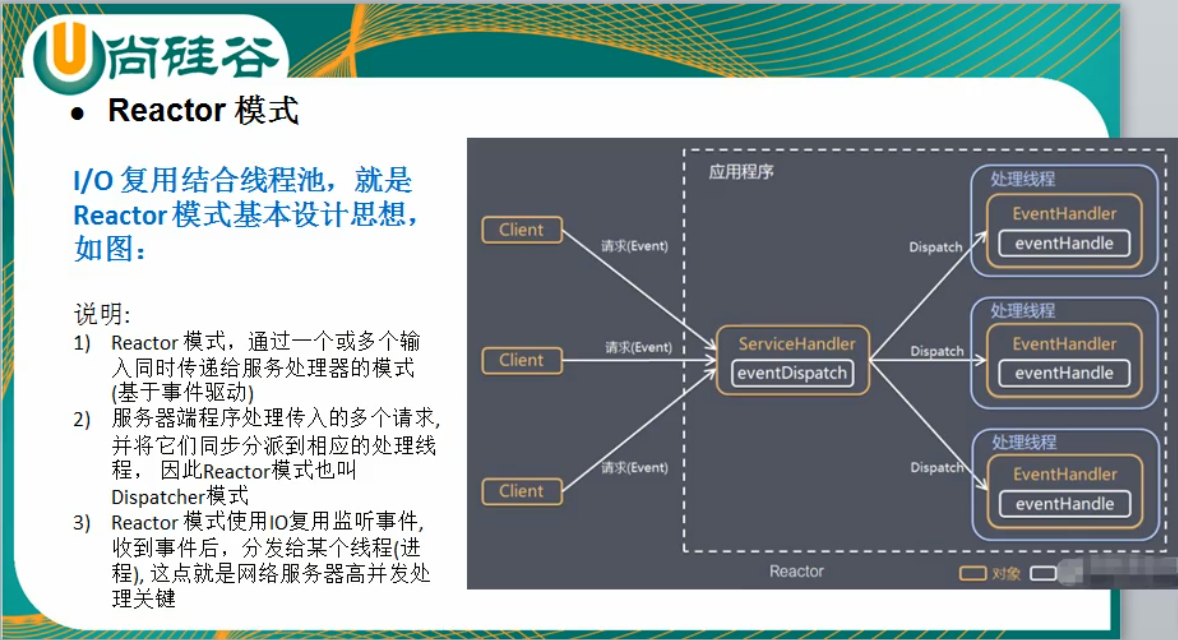 尚硅谷
● Reactor 模式
I/O 复用结合线程池，就是
Reactor 模式基本设计思想，
如图：
说明:
1) Reactor 模式，通过一个或多个输
入同时传递给服务处理器的模式
(基于事件驱动)
2) 服务器端程序处理传入的多个请求,
并将它们同步分派到相应的处理线
程， 因此Reactor模式也叫
Dispatcher模式
3) Reactor 模式使用IO复用监听事件,
收到事件后，分发给某个线程(进
程), 这点就是网络服务器高并发处
理关键
应用程序
Client
请求(Event)
Client
请求(Event)
Client
请求(Event)
ServiceHandler
eventDispatch
Dispatch
Dispatch
Dispatch
处理线程
EventHandler
eventHandle
处理线程
EventHandler
eventHandle
处理线程
EventHandler
eventHandle
Reactor
对象